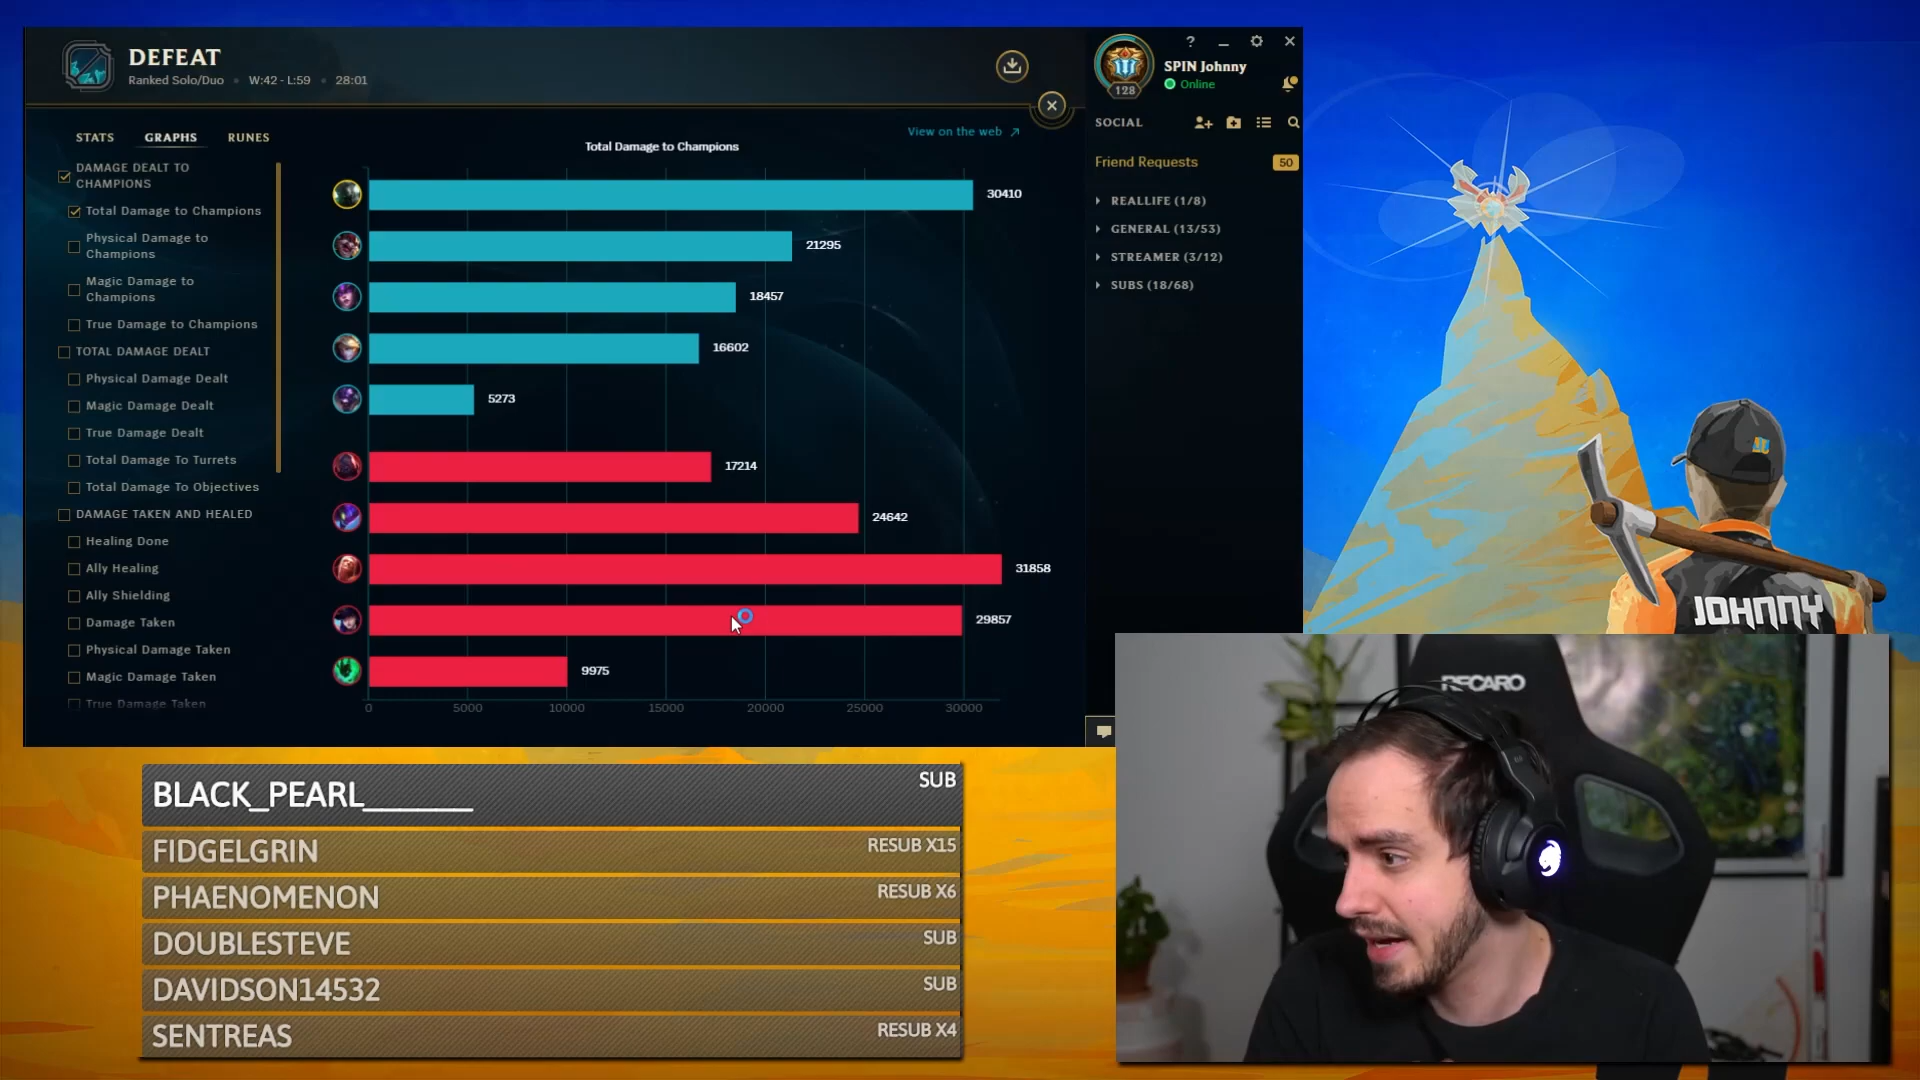 DEFEAT
Ranked Solo/Duo • W:42 - L:59 • 28:01
STATS GRAPHS RUNES
View on the web
Total Damage to Champions
DAMAGE DEALT TO
CHAMPIONS
Total Damage to Champions
Physical Damage to
Champions
Magic Damage to
Champions
True Damage to Champions
TOTAL DAMAGE DEALT
Physical Damage Dealt
Magic Damage Dealt
True Damage Dealt
Total Damage To Turrets
Total Damage To Objectives
DAMAGE TAKEN AND HEALED
Healing Done
Ally Healing
Ally Shielding
Damage Taken
Physical Damage Taken
Magic Damage Taken
True Damage Taken
30410
21295
18457
16602
5273
17214
24642
31858
29857
9975
0 5000 10000 15000 20000 25000 30000
?
128
SPIN Johnny
Online
SOCIAL
Friend Requests 50
REALLIFE (1/8)
GENERAL (13/53)
STREAMER (3/12)
SUBS (18/68)
JOHNNY
RECARO
BLACK_PEARL_______ SUB
FIDGELGRIN RESUB X15
PHAENOMENON RESUB X6
DOUBLESTEVE SUB
DAVIDSON14532 SUB
SENTREAS RESUB X4